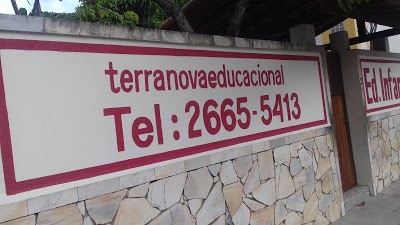 terranovaeducacional
Tel : 2665-5413
Ed. Infan